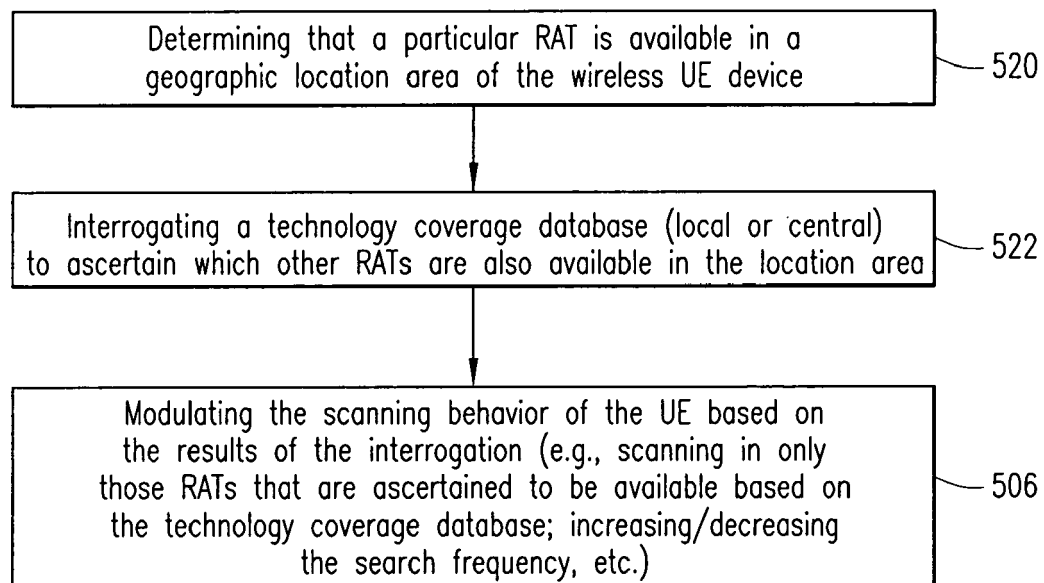 Determining that a particular RAT is available in a
geographic location area of the wireless UE device
520
Interrogating a technology coverage database (local or central)
to ascertain which other RATs are also available in the location area
522
Modulating the scanning behavior of the UE based on
the results of the interrogation (e.g., scanning in only
those RATs that are ascertained to be available based on
the technology coverage database; increasing/decreasing
the search frequency, etc.)
506